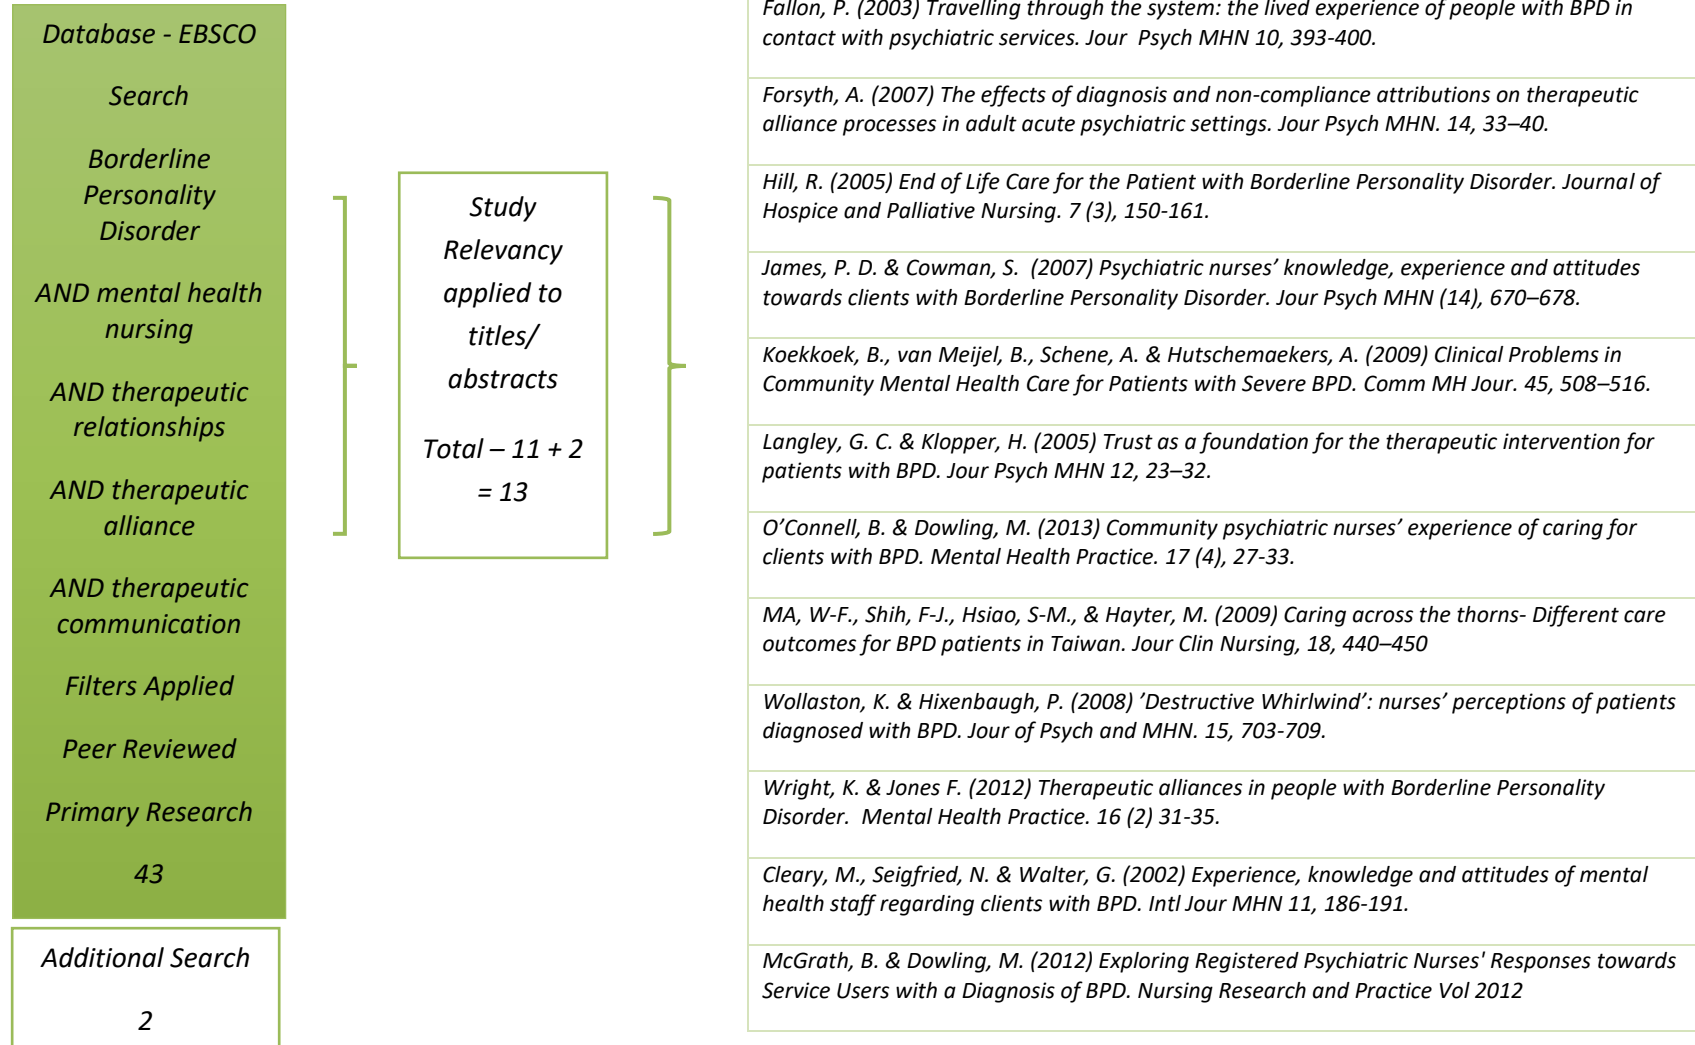 Database - EBSCO
Search
Borderline
Personality
Disorder
AND mental health
nursing
AND therapeutic
relationships
AND therapeutic
alliance
AND therapeutic
communication
Filters Applied
Peer Reviewed
Primary Research
43
Additional Search
2
Study
Relevancy
applied to
titles/
abstracts
Total – 11 + 2
= 13
Fallon, P. (2003) Travelling through the system: the lived experience of people with BPD in
contact with psychiatric services. Jour Psych MHN 10, 393-400.
Forsyth, A. (2007) The effects of diagnosis and non-compliance attributions on therapeutic
alliance processes in adult acute psychiatric settings. Jour Psych MHN. 14, 33–40.
Hill, R. (2005) End of Life Care for the Patient with Borderline Personality Disorder. Journal of
Hospice and Palliative Nursing. 7 (3), 150-161.
James, P. D. & Cowman, S. (2007) Psychiatric nurses’ knowledge, experience and attitudes
towards clients with Borderline Personality Disorder. Jour Psych MHN (14), 670–678.
Koekkoek, B., van Meijel, B., Schene, A. & Hutschemaekers, A. (2009) Clinical Problems in
Community Mental Health Care for Patients with Severe BPD. Comm MH Jour. 45, 508–516.
Langley, G. C. & Klopper, H. (2005) Trust as a foundation for the therapeutic intervention for
patients with BPD. Jour Psych MHN 12, 23–32.
O’Connell, B. & Dowling, M. (2013) Community psychiatric nurses’ experience of caring for
clients with BPD. Mental Health Practice. 17 (4), 27-33.
MA, W-F., Shih, F-J., Hsiao, S-M., & Hayter, M. (2009) Caring across the thorns- Different care
outcomes for BPD patients in Taiwan. Jour Clin Nursing, 18, 440–450
Wollaston, K. & Hixenbaugh, P. (2008) ’Destructive Whirlwind’: nurses’ perceptions of patients
diagnosed with BPD. Jour of Psych and MHN. 15, 703-709.
Wright, K. & Jones F. (2012) Therapeutic alliances in people with Borderline Personality
Disorder. Mental Health Practice. 16 (2) 31-35.
Cleary, M., Seigfried, N. & Walter, G. (2002) Experience, knowledge and attitudes of mental
health staff regarding clients with BPD. Intl Jour MHN 11, 186-191.
McGrath, B. & Dowling, M. (2012) Exploring Registered Psychiatric Nurses' Responses towards
Service Users with a Diagnosis of BPD. Nursing Research and Practice Vol 2012